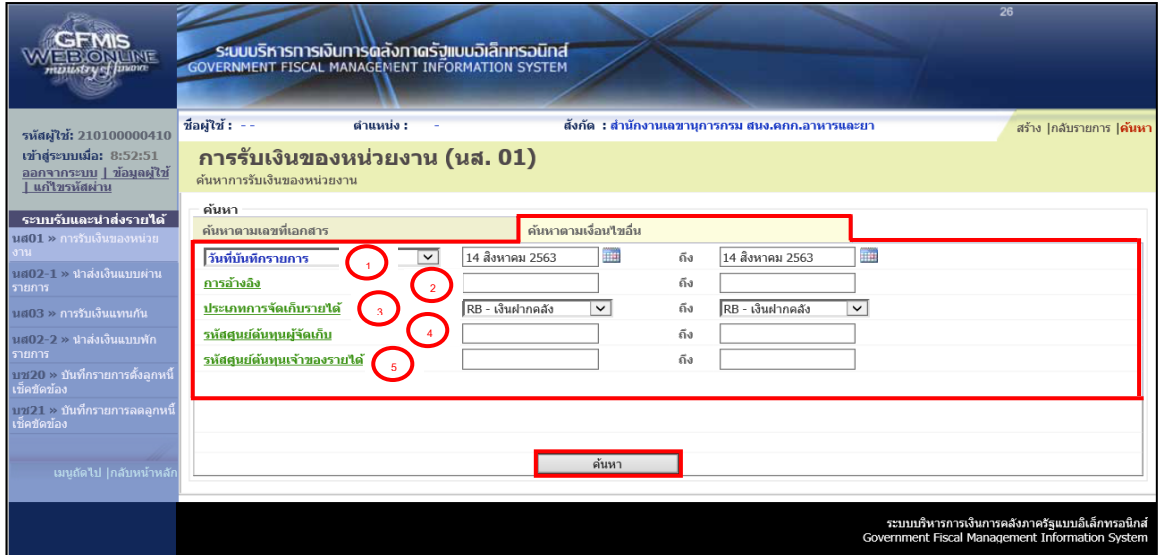 26
GFMIS
WEB ONLINE
ministry of finance
ระบบบริหารการเงินการคลังภาครัฐแบบอิเล็กทรอนิกส์
GOVERNMENT FISCAL MANAGEMENT INFORMATION SYSTEM
รหัสผู้ใช้: 210100000410
เข้าสู่ระบบเมื่อ: 8:52:51
ออกจากระบบ | ข้อมูลผู้ใช้
| แก้ไขรหัสผ่าน
ชื่อผู้ใช้ : - - ตำแหน่ง : - สังกัด : สำนักงานเลขานุการกรม สนง.คกก.อาหารและยา
สร้าง |กลับรายการ |ค้นหา
การรับเงินของหน่วยงาน (นส. 01)
ค้นหาการรับเงินของหน่วยงาน
ระบบรับและนำส่งรายได้
นส01 » การรับเงินของหน่วย
งาน
นส02-1 » นำส่งเงินแบบผ่าน
รายการ
นส03 » การรับเงินแทนกัน
นส02-2 » นำส่งเงินแบบพัก
รายการ
บช20 » บันทึกรายการตั้งลูกหนี้
เช็คขัดข้อง
บช21 » บันทึกรายการลดลูกหนี้
เช็คขัดข้อง
เมนูถัดไป |กลับหน้าหลัก
ค้นหา
ค้นหาตามเลขที่เอกสาร ค้นหาตามเงื่อนไขอื่น
วันที่บันทึกรายการ 1 14 สิงหาคม 2563 ถึง 14 สิงหาคม 2563
การอ้างอิง 2 ถึง
ประเภทการจัดเก็บรายได้ 3 RB - เงินฝากคลัง ถึง RB - เงินฝากคลัง
รหัสศูนย์ต้นทุนผู้จัดเก็บ 4 ถึง
รหัสศูนย์ต้นทุนเจ้าของรายได้ 5 ถึง
ค้นหา
ระบบบริหารการเงินการคลังภาครัฐแบบอิเล็กทรอนิกส์
Government Fiscal Management Information System